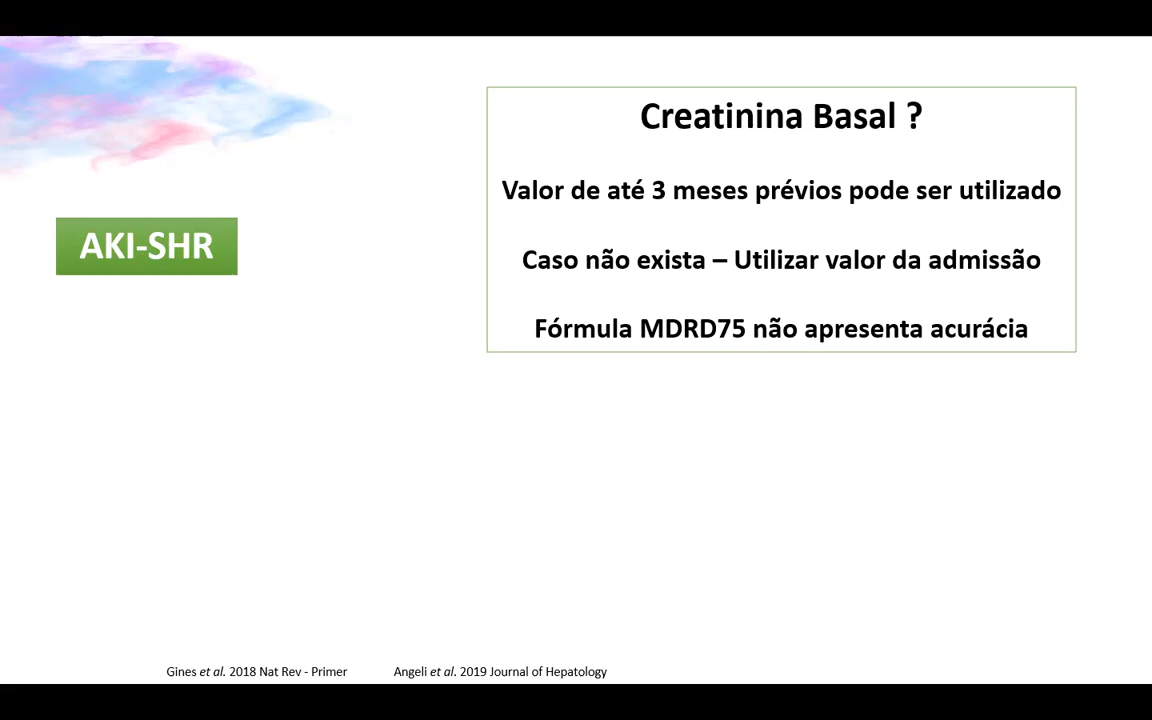 Creatinina Basal ?
Valor de até 3 meses prévios pode ser utilizado
AKI-SHR
Caso não exista – Utilizar valor da admissão
Fórmula MDRD75 não apresenta acurácia
Gines et al. 2018 Nat Rev - Primer
Angeli et al. 2019 Journal of Hepatology